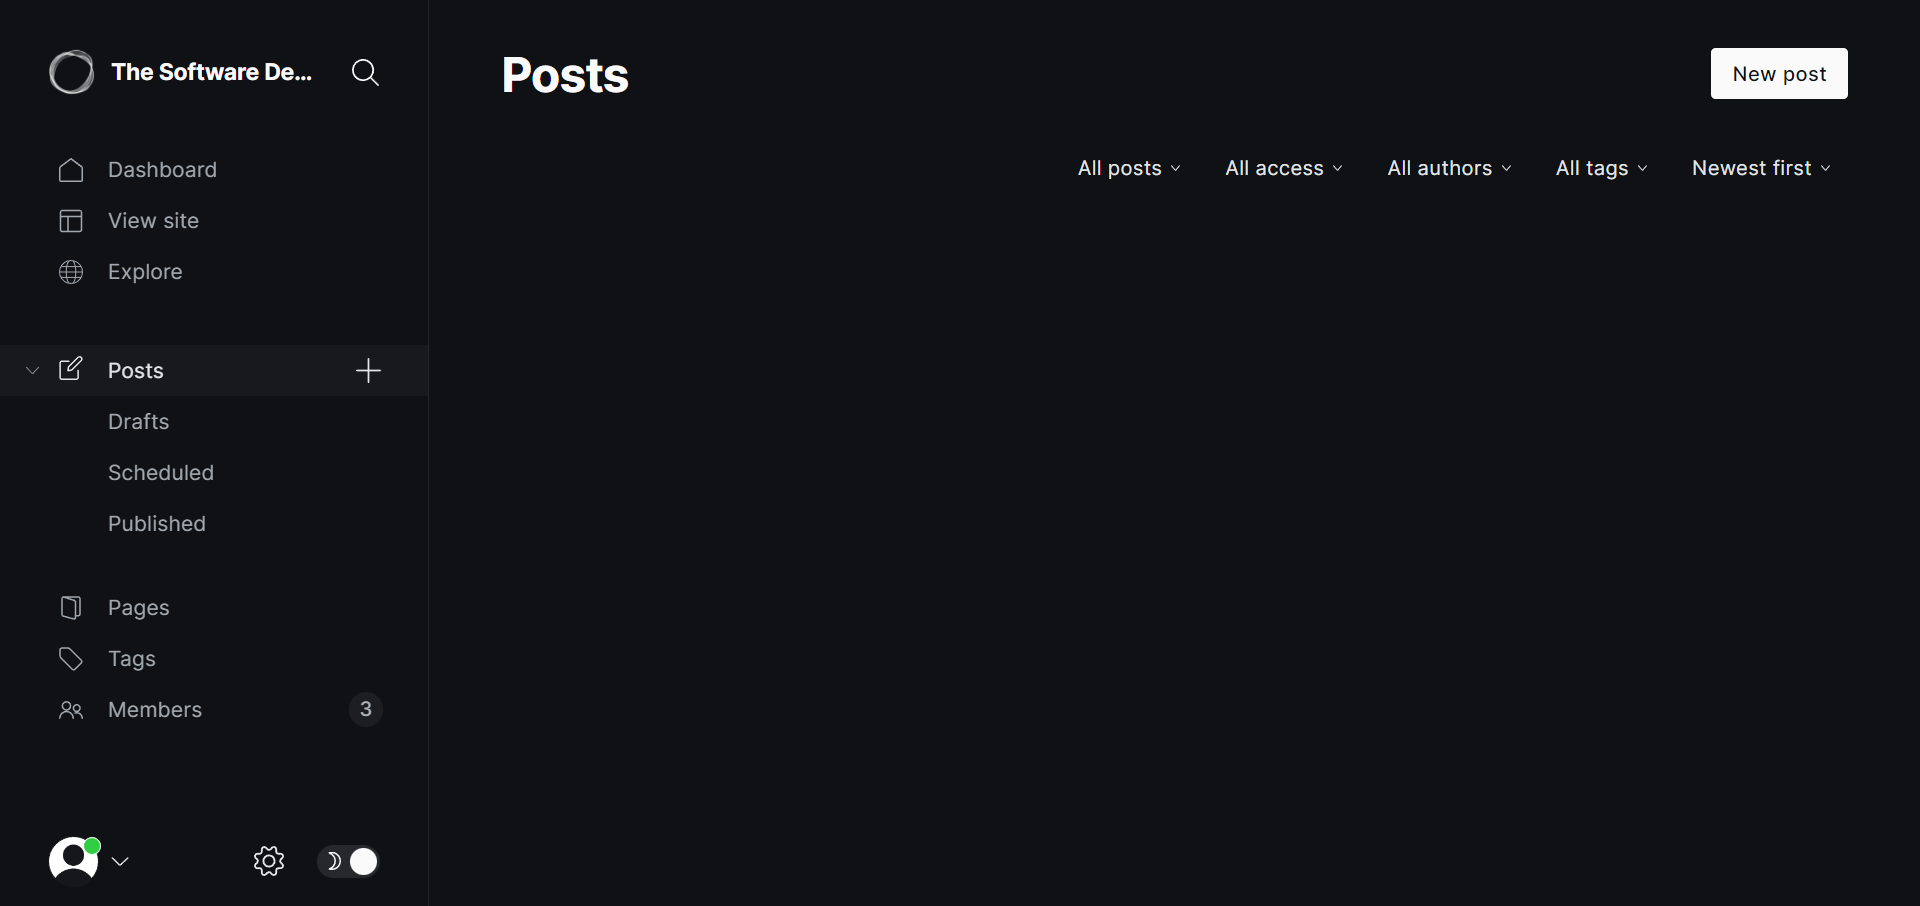 The Software De...
Dashboard
View site
Explore
Posts
Drafts
Scheduled
Published
Pages
Tags
Members 3
Posts
New post
All posts All access All authors All tags Newest first